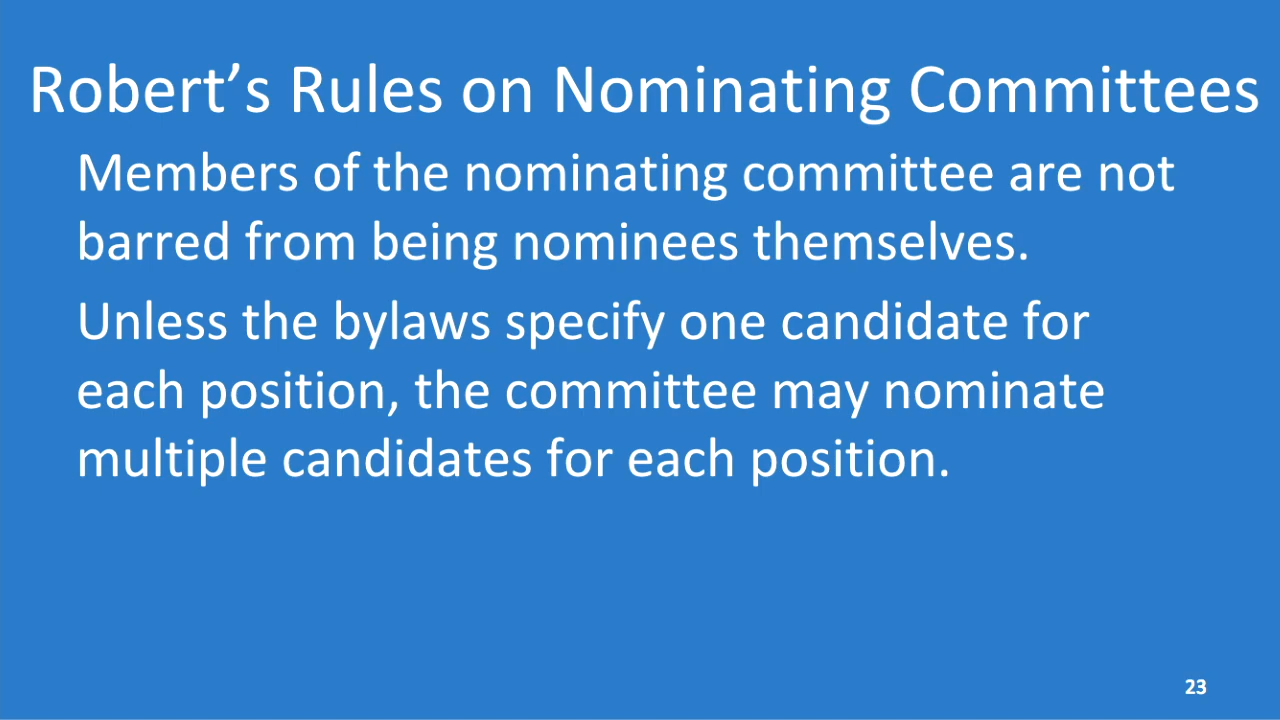 Robert’s Rules on Nominating Committees
Members of the nominating committee are not
barred from being nominees themselves.
Unless the bylaws specify one candidate for
each position, the committee may nominate
multiple candidates for each position.
23